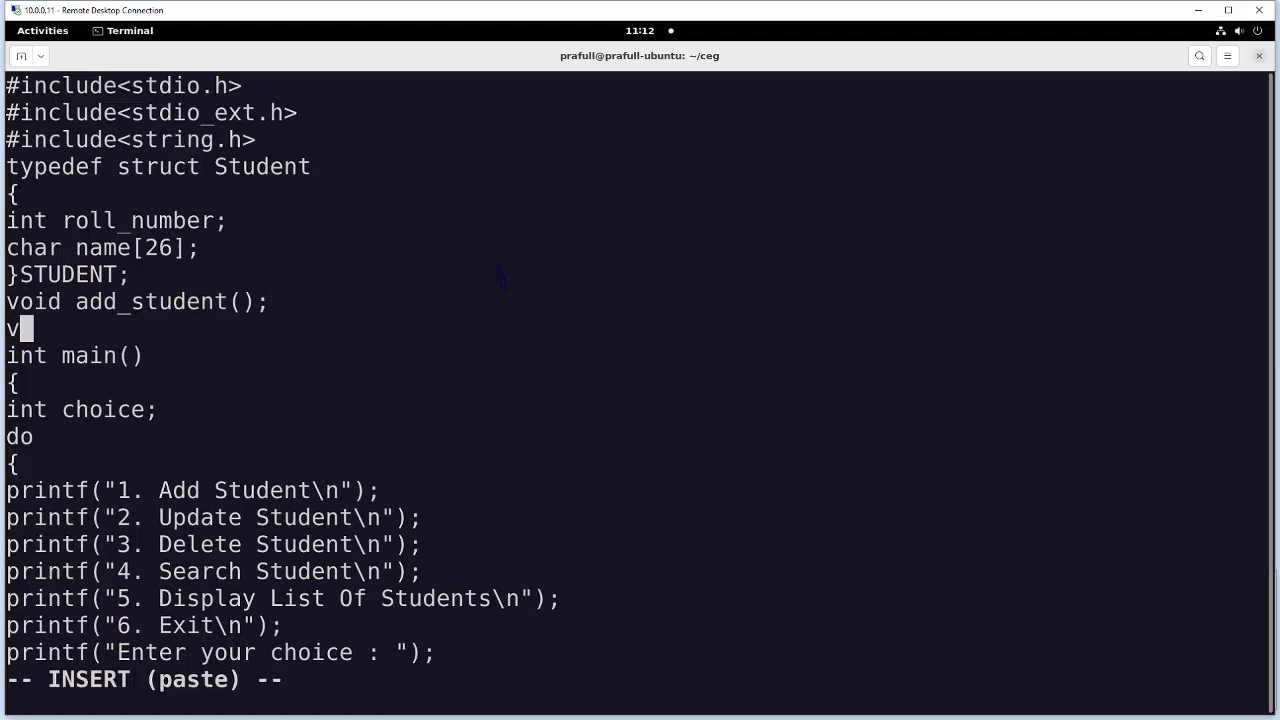 10.0.0.11 - Remote Desktop Connection
Activities Terminal 11:12
prafull@prafull-ubuntu: ~/ceg
#include<stdio.h>
#include<stdio_ext.h>
#include<string.h>
typedef struct Student
{
int roll_number;
char name[26];
}STUDENT;
void add_student();
v
int main()
{
int choice;
do
{
printf("1. Add Student\n");
printf("2. Update Student\n");
printf("3. Delete Student\n");
printf("4. Search Student\n");
printf("5. Display List Of Students\n");
printf("6. Exit\n");
printf("Enter your choice : ");
-- INSERT (paste) --